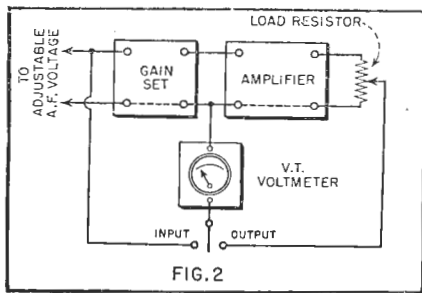 LOAD RESISTOR
TO
ADJUSTABLE
A.F. VOLTAGE
GAIN
SET
AMPLIFIER
V.T.
VOLTMETER
INPUT
OUTPUT
FIG. 2